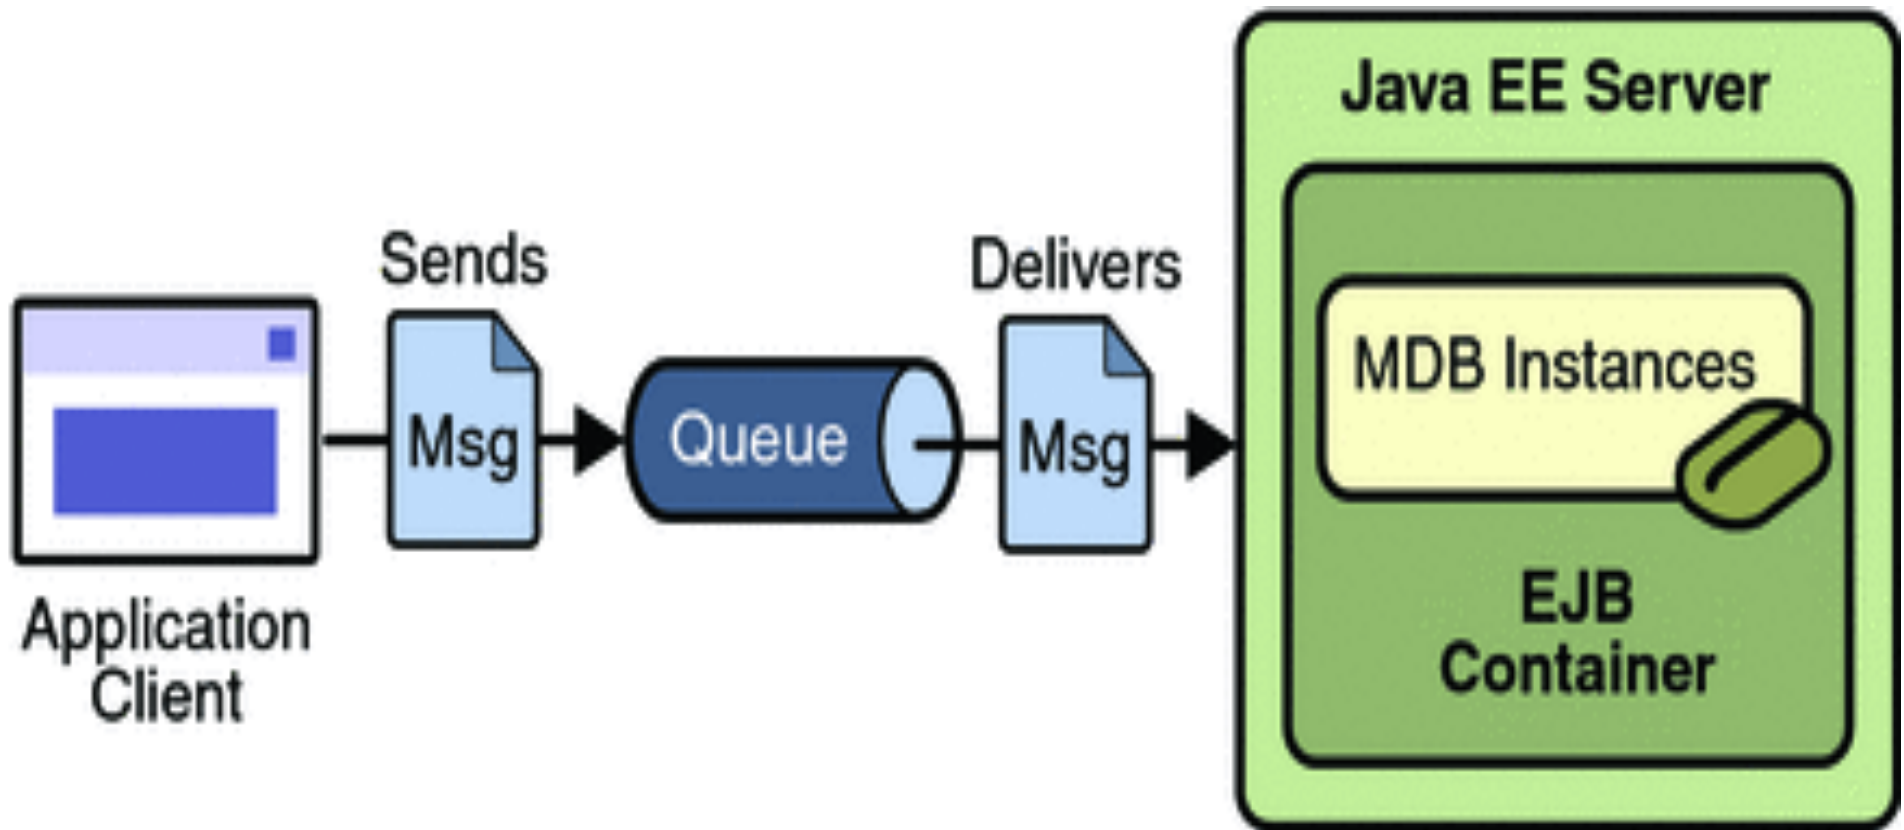 Application
Client
Sends
Msg
Queue
Delivers
Msg
Java EE Server
MDB Instances
EJB
Container